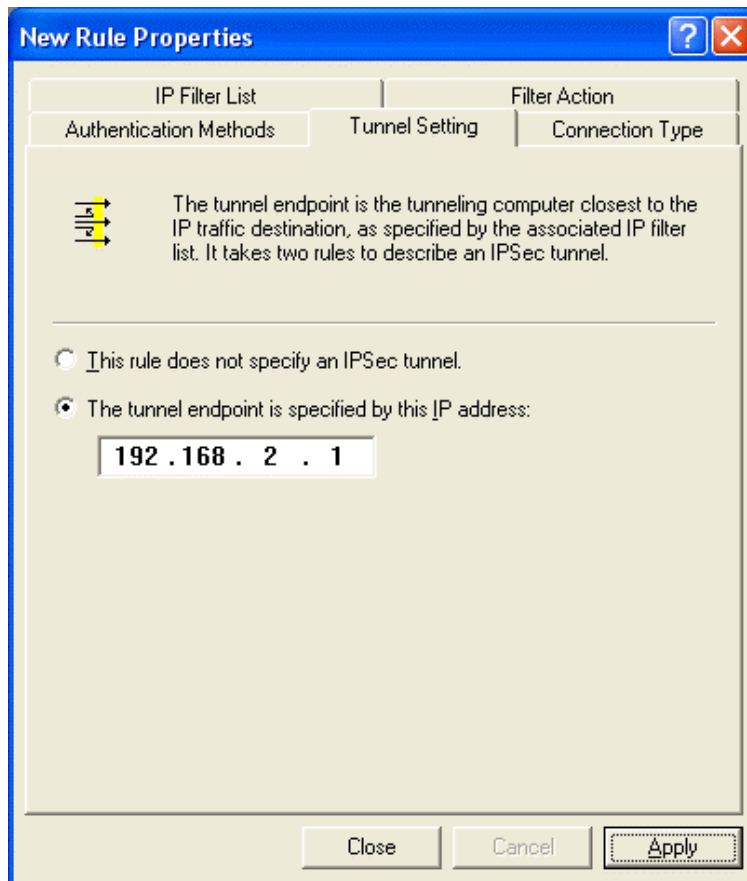 New Rule Properties
IP Filter List
Filter Action
Authentication Methods
Tunnel Setting
Connection Type
The tunnel endpoint is the tunneling computer closest to the
IP traffic destination, as specified by the associated IP filter
list. It takes two rules to describe an IPSec tunnel.
This rule does not specify an IPSec tunnel.
The tunnel endpoint is specified by this IP address:
192 . 168 . 2 . 1
Close
Cancel
Apply